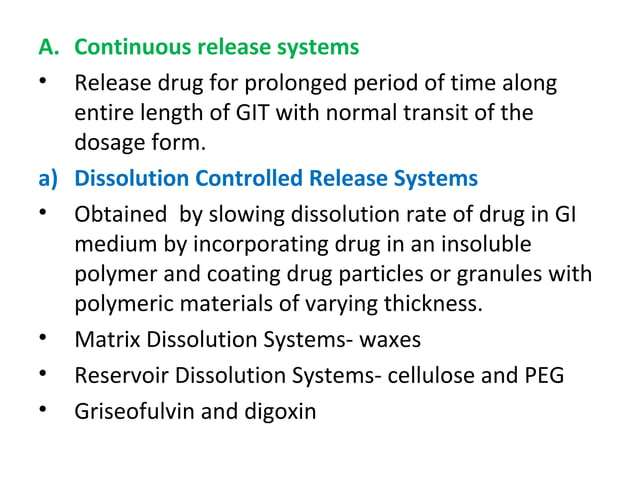 A. Continuous release systems
• Release drug for prolonged period of time along
entire length of GIT with normal transit of the
dosage form.
a) Dissolution Controlled Release Systems
• Obtained by slowing dissolution rate of drug in GI
medium by incorporating drug in an insoluble
polymer and coating drug particles or granules with
polymeric materials of varying thickness.
• Matrix Dissolution Systems- waxes
• Reservoir Dissolution Systems- cellulose and PEG
• Griseofulvin and digoxin